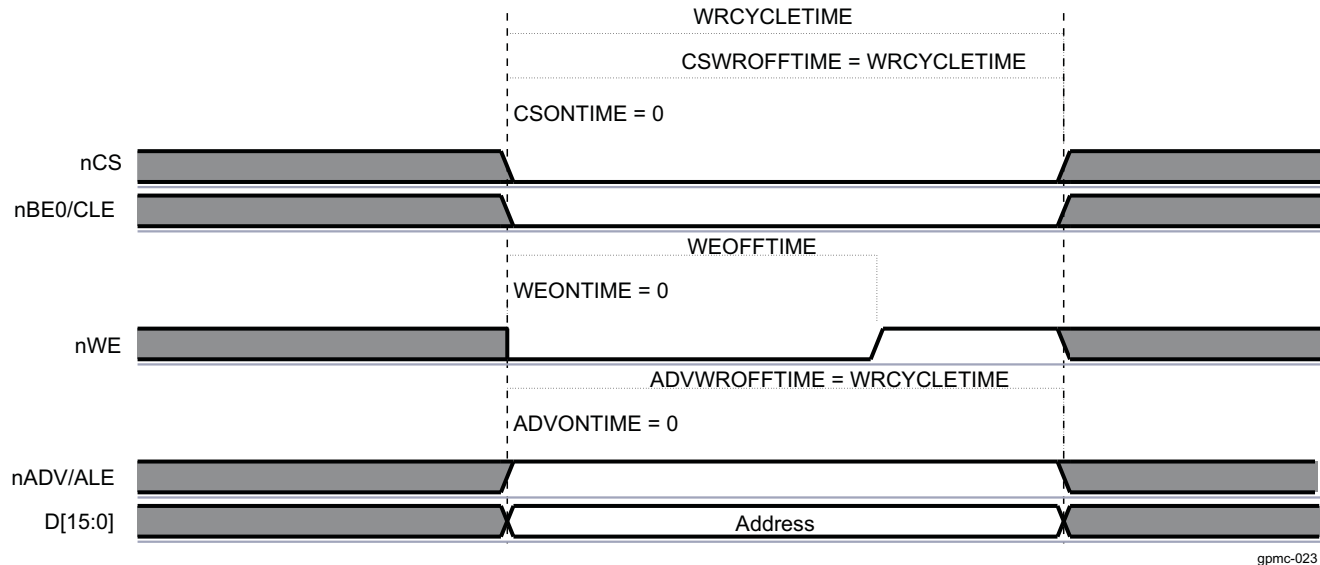 WRCYCLETIME
CSWROFFTIME = WRCYCLETIME
CSONTIME = 0
nCS
nBE0/CLE
WEOFFTIME
WEONTIME = 0
nWE
ADVWROFFTIME = WRCYCLETIME
ADVONTIME = 0
nADV/ALE
D[15:0]
Address
gpmc-023